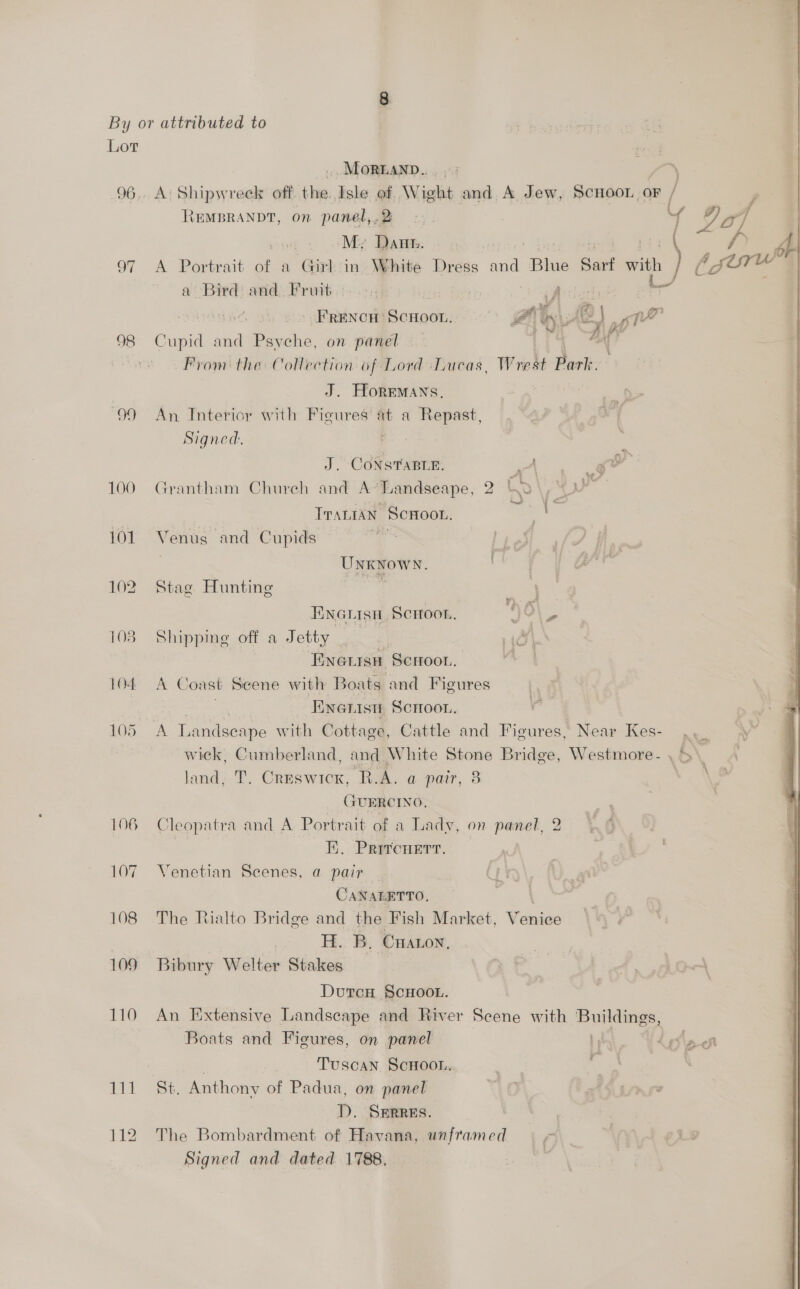 8
By or attributed to
Lot
MORLAND.
96 A Shipwreck off the Isle of Wight and A Jew, SCHOOL OF
REMBRANDT, on panel, 2
M. DAHL.
97 A Portrait of a Girl in White Dress and Blue Sarf with
a Bird and Fruit
FRENCH SCHOOL.
98 Cupid and Psyche, on panel
From the Collection of Lord Lucas, Wrest Park.
J. HOREMANS.
99 An Interior with Figures at a Repast,
Signed.
J. CONSTABLE.
100 Grantham Church and A Landscape, 2
ITALIAN SCHOOL.
101 Venus and Cupids
UNKNOWN.
102 Stag Hunting
ENGLISH SCHOOL.
103 Shipping off a Jetty
ENGLISH SCHOOL.
104 A Coast Scene with Boats and Figures
ENGLISH SCHOOL.
105 A Landscape with Cottage, Cattle and Figures, Near Kes-
wick, Cumberland, and White Stone Bridge, Westmore-
land, T. CRESWICK, R.A. a pair, 3
GUERCINO.
106 Cleopatra and A Portrait of a Lady, on panel, 2
E. PRITCHETT.
107 Venetian Scenes, a pair
CANALETTO.
108 The Rialto Bridge and the Fish Market, Venice
H. B. CHALON.
109 Bibury Welter Stakes
DUTCH SCHOOL.
110 An Extensive Landscape and River Scene with Buildings,
Boats and Figures, on panel
TUSCAN SCHOOL.
111 St. Anthony of Padua, on panel
D. SERRES.
112 The Bombardment of Havana, unframed
Signed and dated 1788.